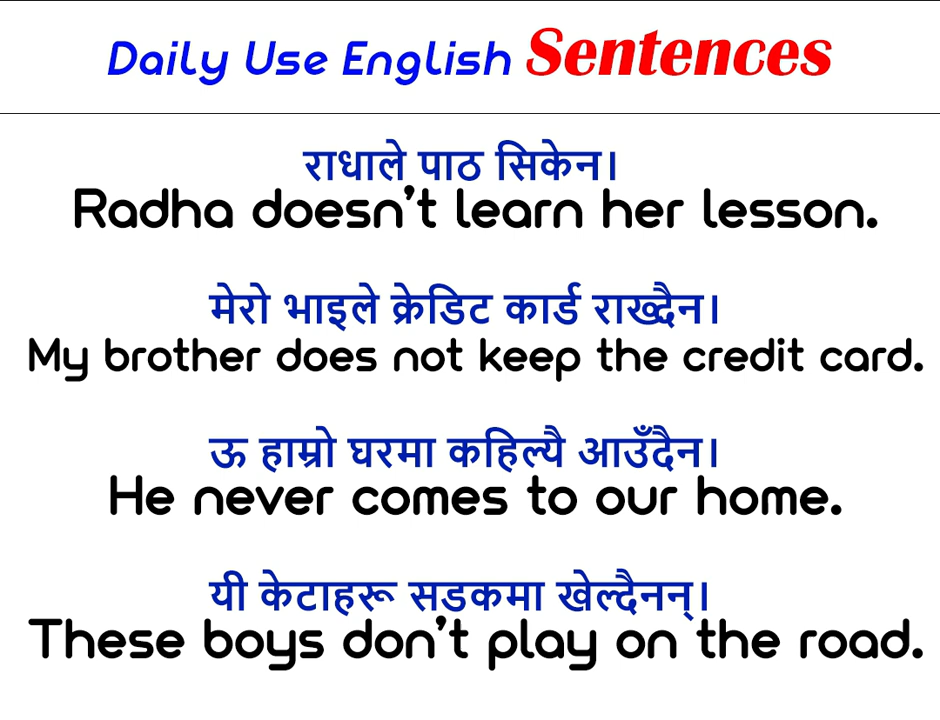 Daily Use English Sentences
राधाले पाठ सिकेन।
Radha doesn't learn her lesson.
मेरो भाइले क्रेडिट कार्ड राख्दैन।
My brother does not keep the credit card.
ऊ हाम्रो घरमा कहिल्यै आउँदैन।
He never comes to our home.
यी केटाहरू सडकमा खेल्दैनन्।
These boys don't play on the road.